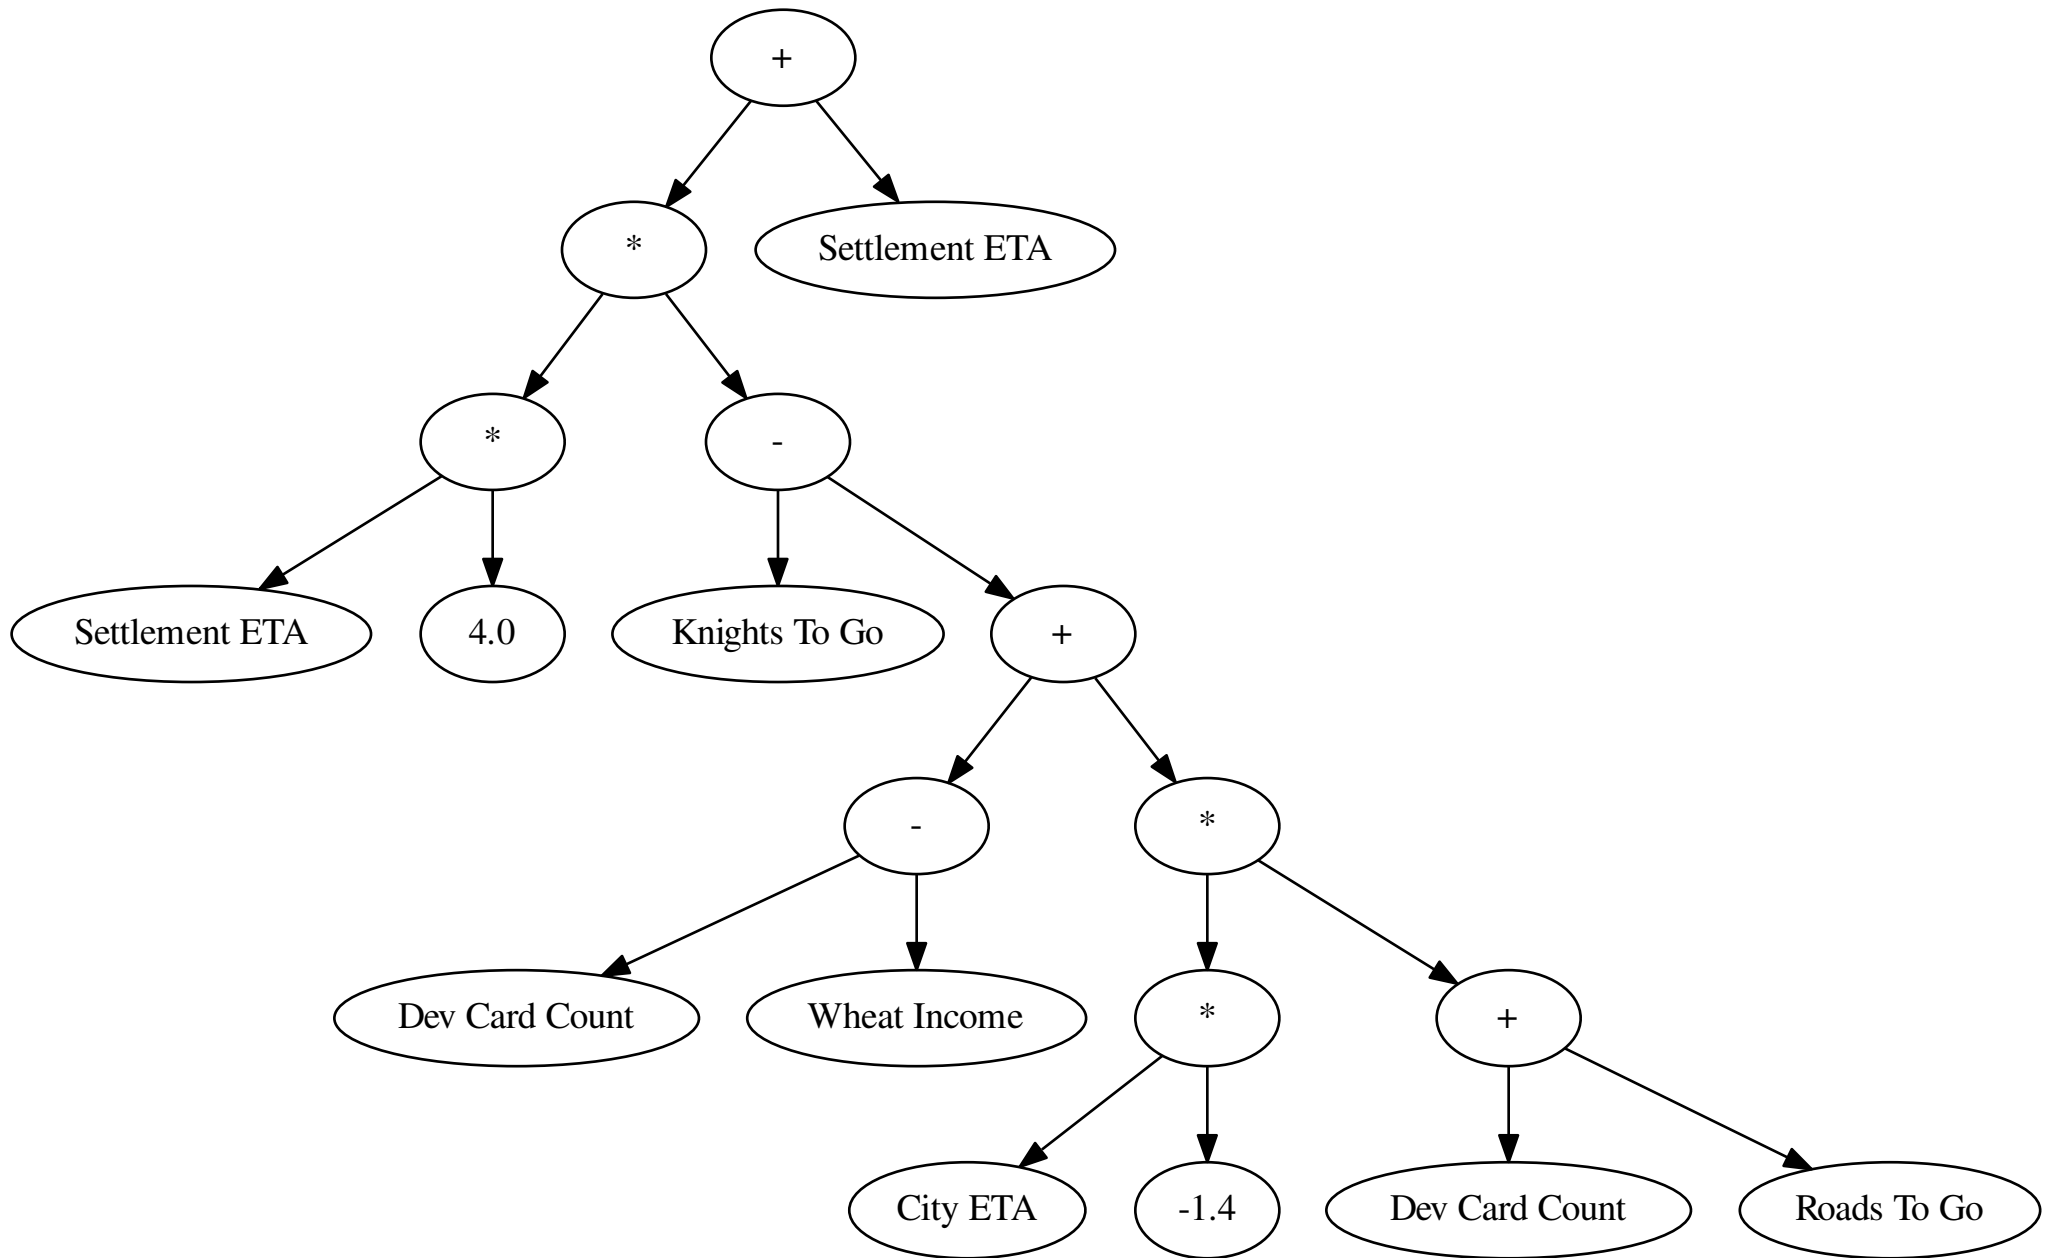 +
*
Settlement ETA
*
-
Settlement ETA
4.0
Knights To Go
+
-
*
Dev Card Count
Wheat Income
*
+
City ETA
-1.4
Dev Card Count
Roads To Go